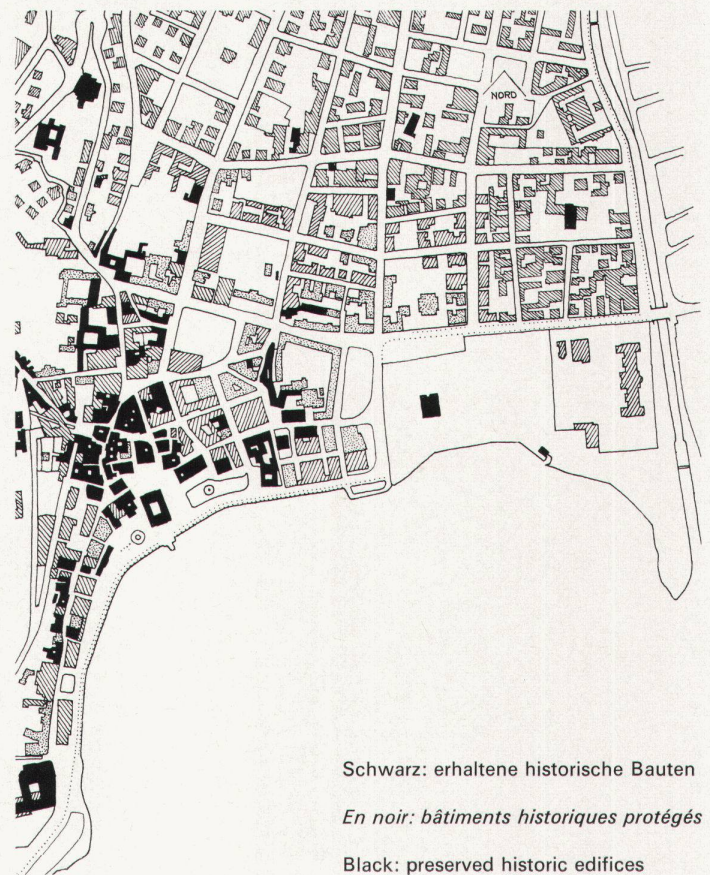 NORD
Schwarz: erhaltene historische Bauten
En noir: bâtiments historiques protégés
Black: preserved historic edifices